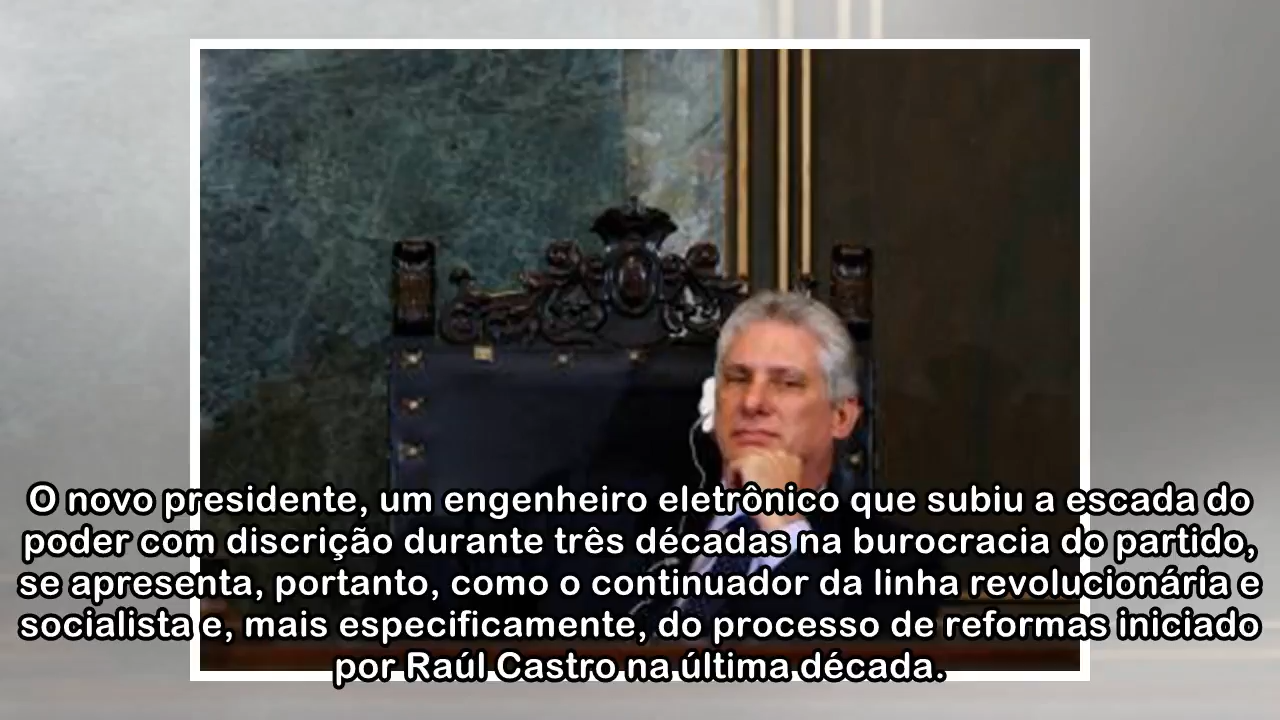 O novo presidente, um engenheiro eletrônico que subiu a escada do
poder com discrição durante três décadas na burocracia do partido,
se apresenta, portanto, como o continuador da linha revolucionária e
socialista e, mais especificamente, do processo de reformas iniciado
por Raúl Castro na última década.